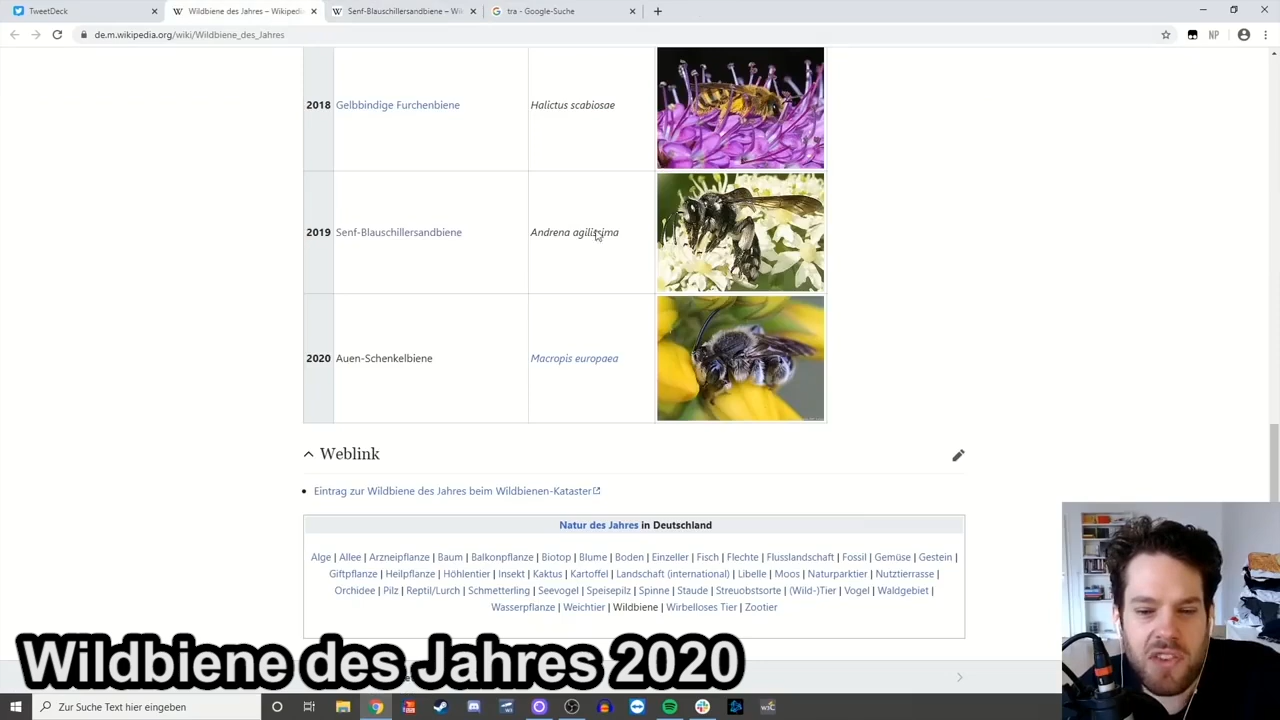 TweetDeck
Wildbiene des Jahres – Wikipedi
Senf-Blauschillersandbiene – Wi
tra - Google-Suche
de.m.wikipedia.org/wiki/Wildbiene_des_Jahres
NP
2018 Gelbbindige Furchenbiene Halictus scabiosae
2019 Senf-Blauschillersandbiene Andrena agilissima
2020 Auen-Schenkelbiene Macropis europaea
Weblink
Eintrag zur Wildbiene des Jahres beim Wildbienen-Kataster
Natur des Jahres in Deutschland
Alge | Allee | Arzneipflanze | Baum | Balkonpflanze | Biotop | Blume | Boden | Einzeller | Fisch | Flechte | Flusslandschaft | Fossil | Gemüse | Gestein |
Giftpflanze | Heilpflanze | Höhlentier | Insekt | Kaktus | Kartoffel | Landschaft (international) | Libelle | Moos | Naturparktier | Nutztierrasse |
Orchidee | Pilz | Reptil/Lurch | Schmetterling | Seevogel | Speisepilz | Spinne | Staude | Streuobstsorte | (Wild-)Tier | Vogel | Waldgebiet |
Wasserpflanze | Weichtier | Wildbiene | Wirbelloses Tier | Zootier
Wildbiene des Jahres 2020
Zur Suche Text hier eingeben